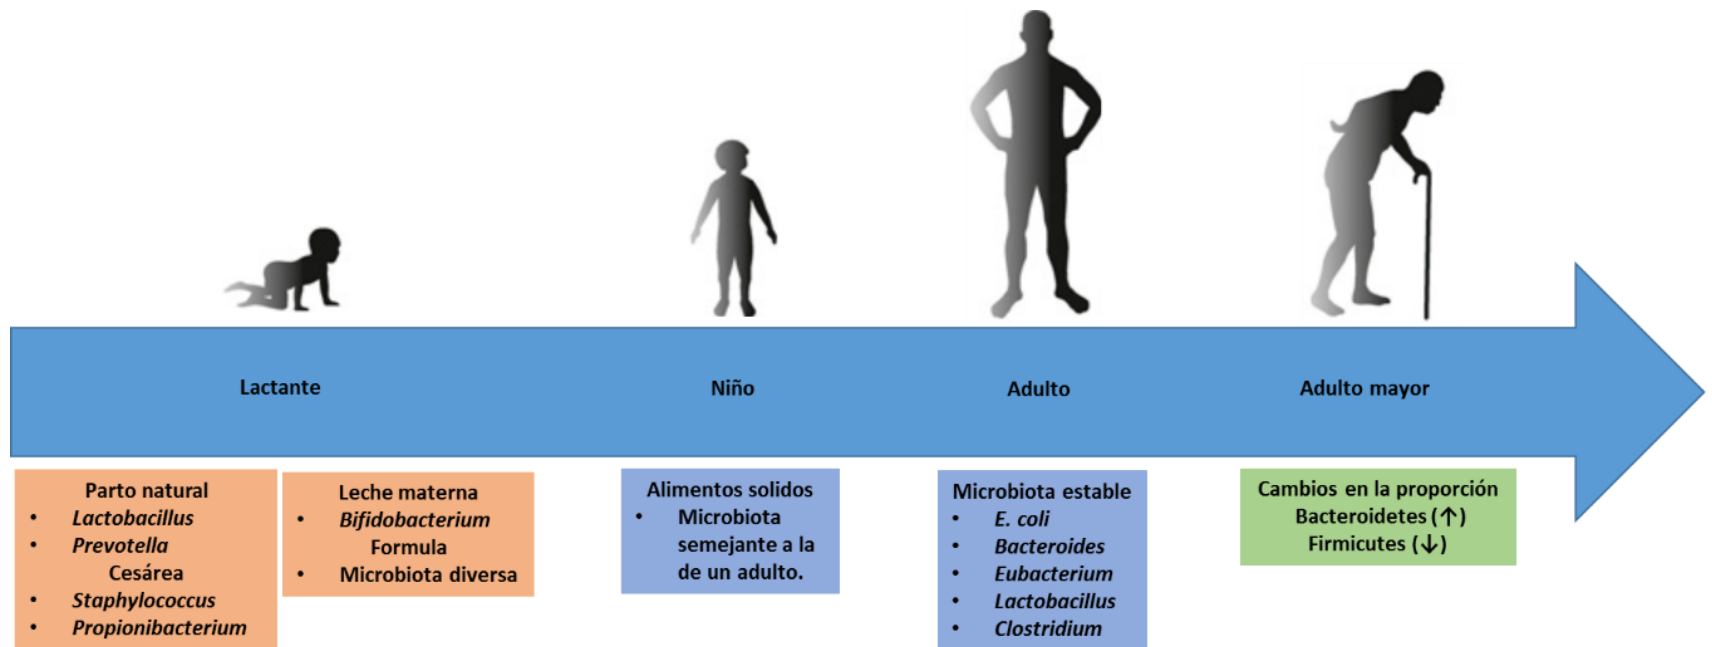 Lactante
Niño
Adulto
Adulto mayor
Parto natural
• Lactobacillus
• Prevotella
Cesárea
• Staphylococcus
• Propionibacterium
Leche materna
• Bifidobacterium
Formula
• Microbiota diversa
Alimentos solidos
• Microbiota
semejante a la
de un adulto.
Microbiota estable
• E. coli
• Bacteroides
• Eubacterium
• Lactobacillus
• Clostridium
Cambios en la proporción
Bacteroidetes (↑)
Firmicutes (↓)